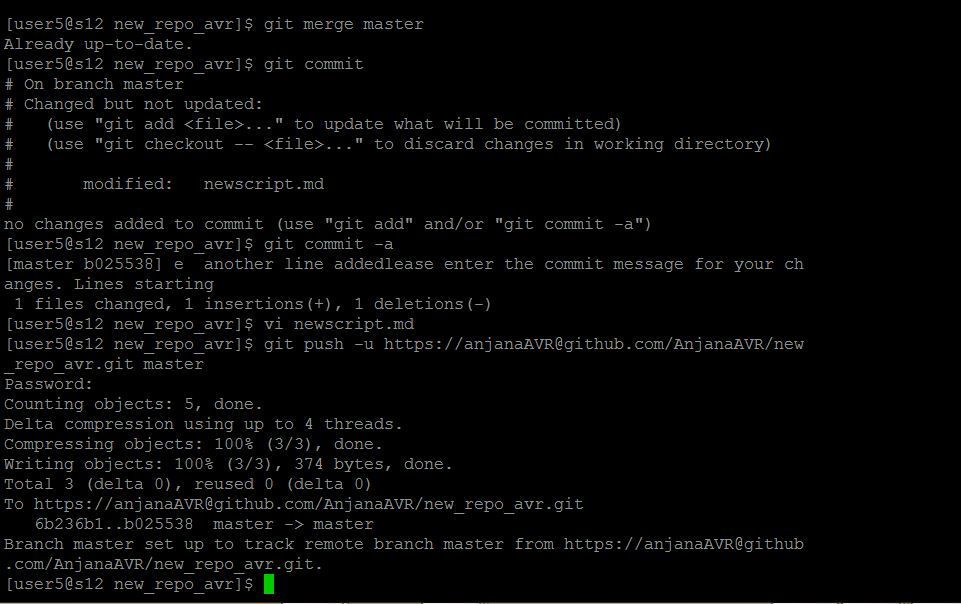 [user5@s12 new_repo_avr]$ git merge master
Already up-to-date.
[user5@s12 new_repo_avr]$ git commit
# On branch master
# Changed but not updated:
#   (use "git add <file>..." to update what will be committed)
#   (use "git checkout -- <file>..." to discard changes in working directory)
#
#       modified:   newscript.md
#
no changes added to commit (use "git add" and/or "git commit -a")
[user5@s12 new_repo_avr]$ git commit -a
[master b025538] e  another line addedlease enter the commit message for your ch
anges. Lines starting
 1 files changed, 1 insertions(+), 1 deletions(-)
[user5@s12 new_repo_avr]$ vi newscript.md
[user5@s12 new_repo_avr]$ git push -u https://anjanaAVR@github.com/AnjanaAVR/new
_repo_avr.git master
Password:
Counting objects: 5, done.
Delta compression using up to 4 threads.
Compressing objects: 100% (3/3), done.
Writing objects: 100% (3/3), 374 bytes, done.
Total 3 (delta 0), reused 0 (delta 0)
To https://anjanaAVR@github.com/AnjanaAVR/new_repo_avr.git
   6b236b1..b025538  master -> master
Branch master set up to track remote branch master from https://anjanaAVR@github
.com/AnjanaAVR/new_repo_avr.git.
[user5@s12 new_repo_avr]$